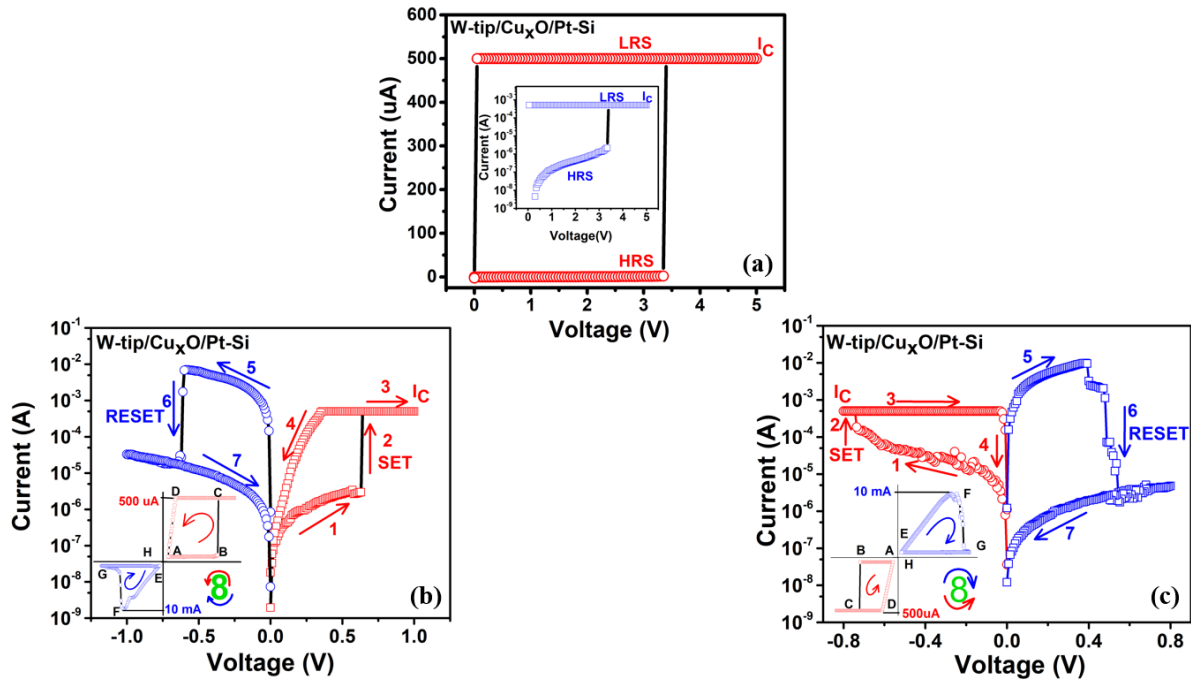 W-tip/CuxO/Pt-Si
600
500
400
300
200
100
0
Current (uA)
LRS
IC
HRS
0
1
2
3
4
5
Voltage (V)
(a)
10-3
10-4
10-5
10-6
10-7
10-8
10-9
Current (A)
LRS
IC
HRS
0
1
2
3
4
5
Voltage(V)
W-tip/CuxO/Pt-Si
10-1
10-2
10-3
10-4
10-5
10-6
10-7
10-8
10-9
Current (A)
5
3
IC
4
6
RESET
2
SET
7
1
500 uA
D
C
A
B
H
G
E
F
10 mA
8
(b)
-1.0
-0.5
0.0
0.5
1.0
Voltage (V)
W-tip/CuxO/Pt-Si
10-1
10-2
10-3
10-4
10-5
10-6
10-7
10-8
10-9
Current (A)
5
IC
3
2
SET
4
1
6
RESET
7
10 mA
F
E
G
B
A
H
C
D
500uA
8
(c)
-0.8
-0.4
0.0
0.4
0.8
Voltage (V)